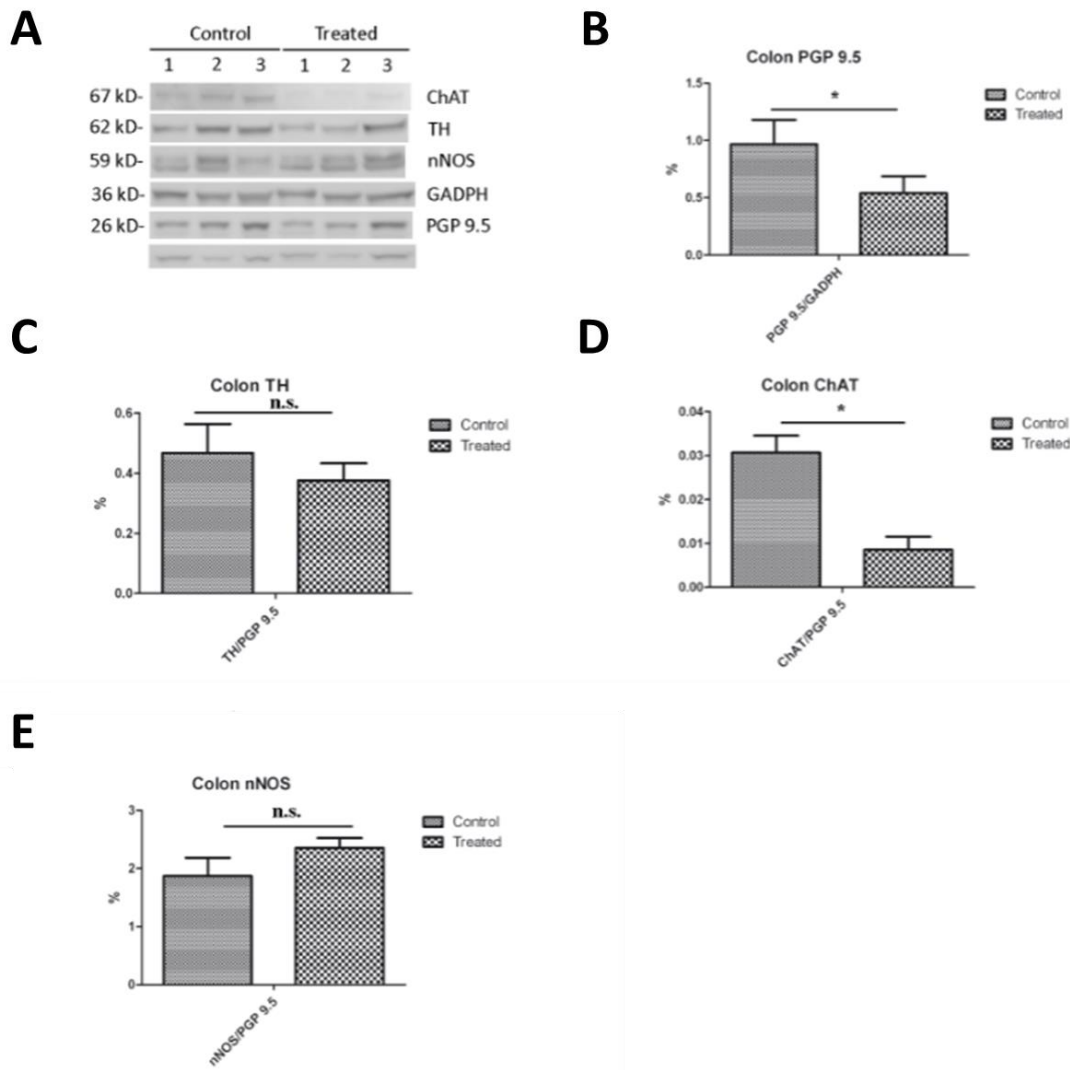 A
Control Treated
1 2 3 1 2 3
67 kD- ChAT
62 kD- TH
59 kD- nNOS
36 kD- GADPH
26 kD- PGP 9.5
B
Colon PGP 9.5
1.5
1.0
0.5
0.0
%
*
Control
Treated
PGP 9.5/GADPH
C
Colon TH
n.s.
0.6
0.4
0.2
0.0
%
Control
Treated
TH/PGP 9.5
D
Colon ChAT
*
0.04
0.03
0.02
0.01
0.00
%
Control
Treated
ChAT/PGP 9.5
E
Colon nNOS
n.s.
3
2
1
0
%
Control
Treated
nNOS/PGP 9.5